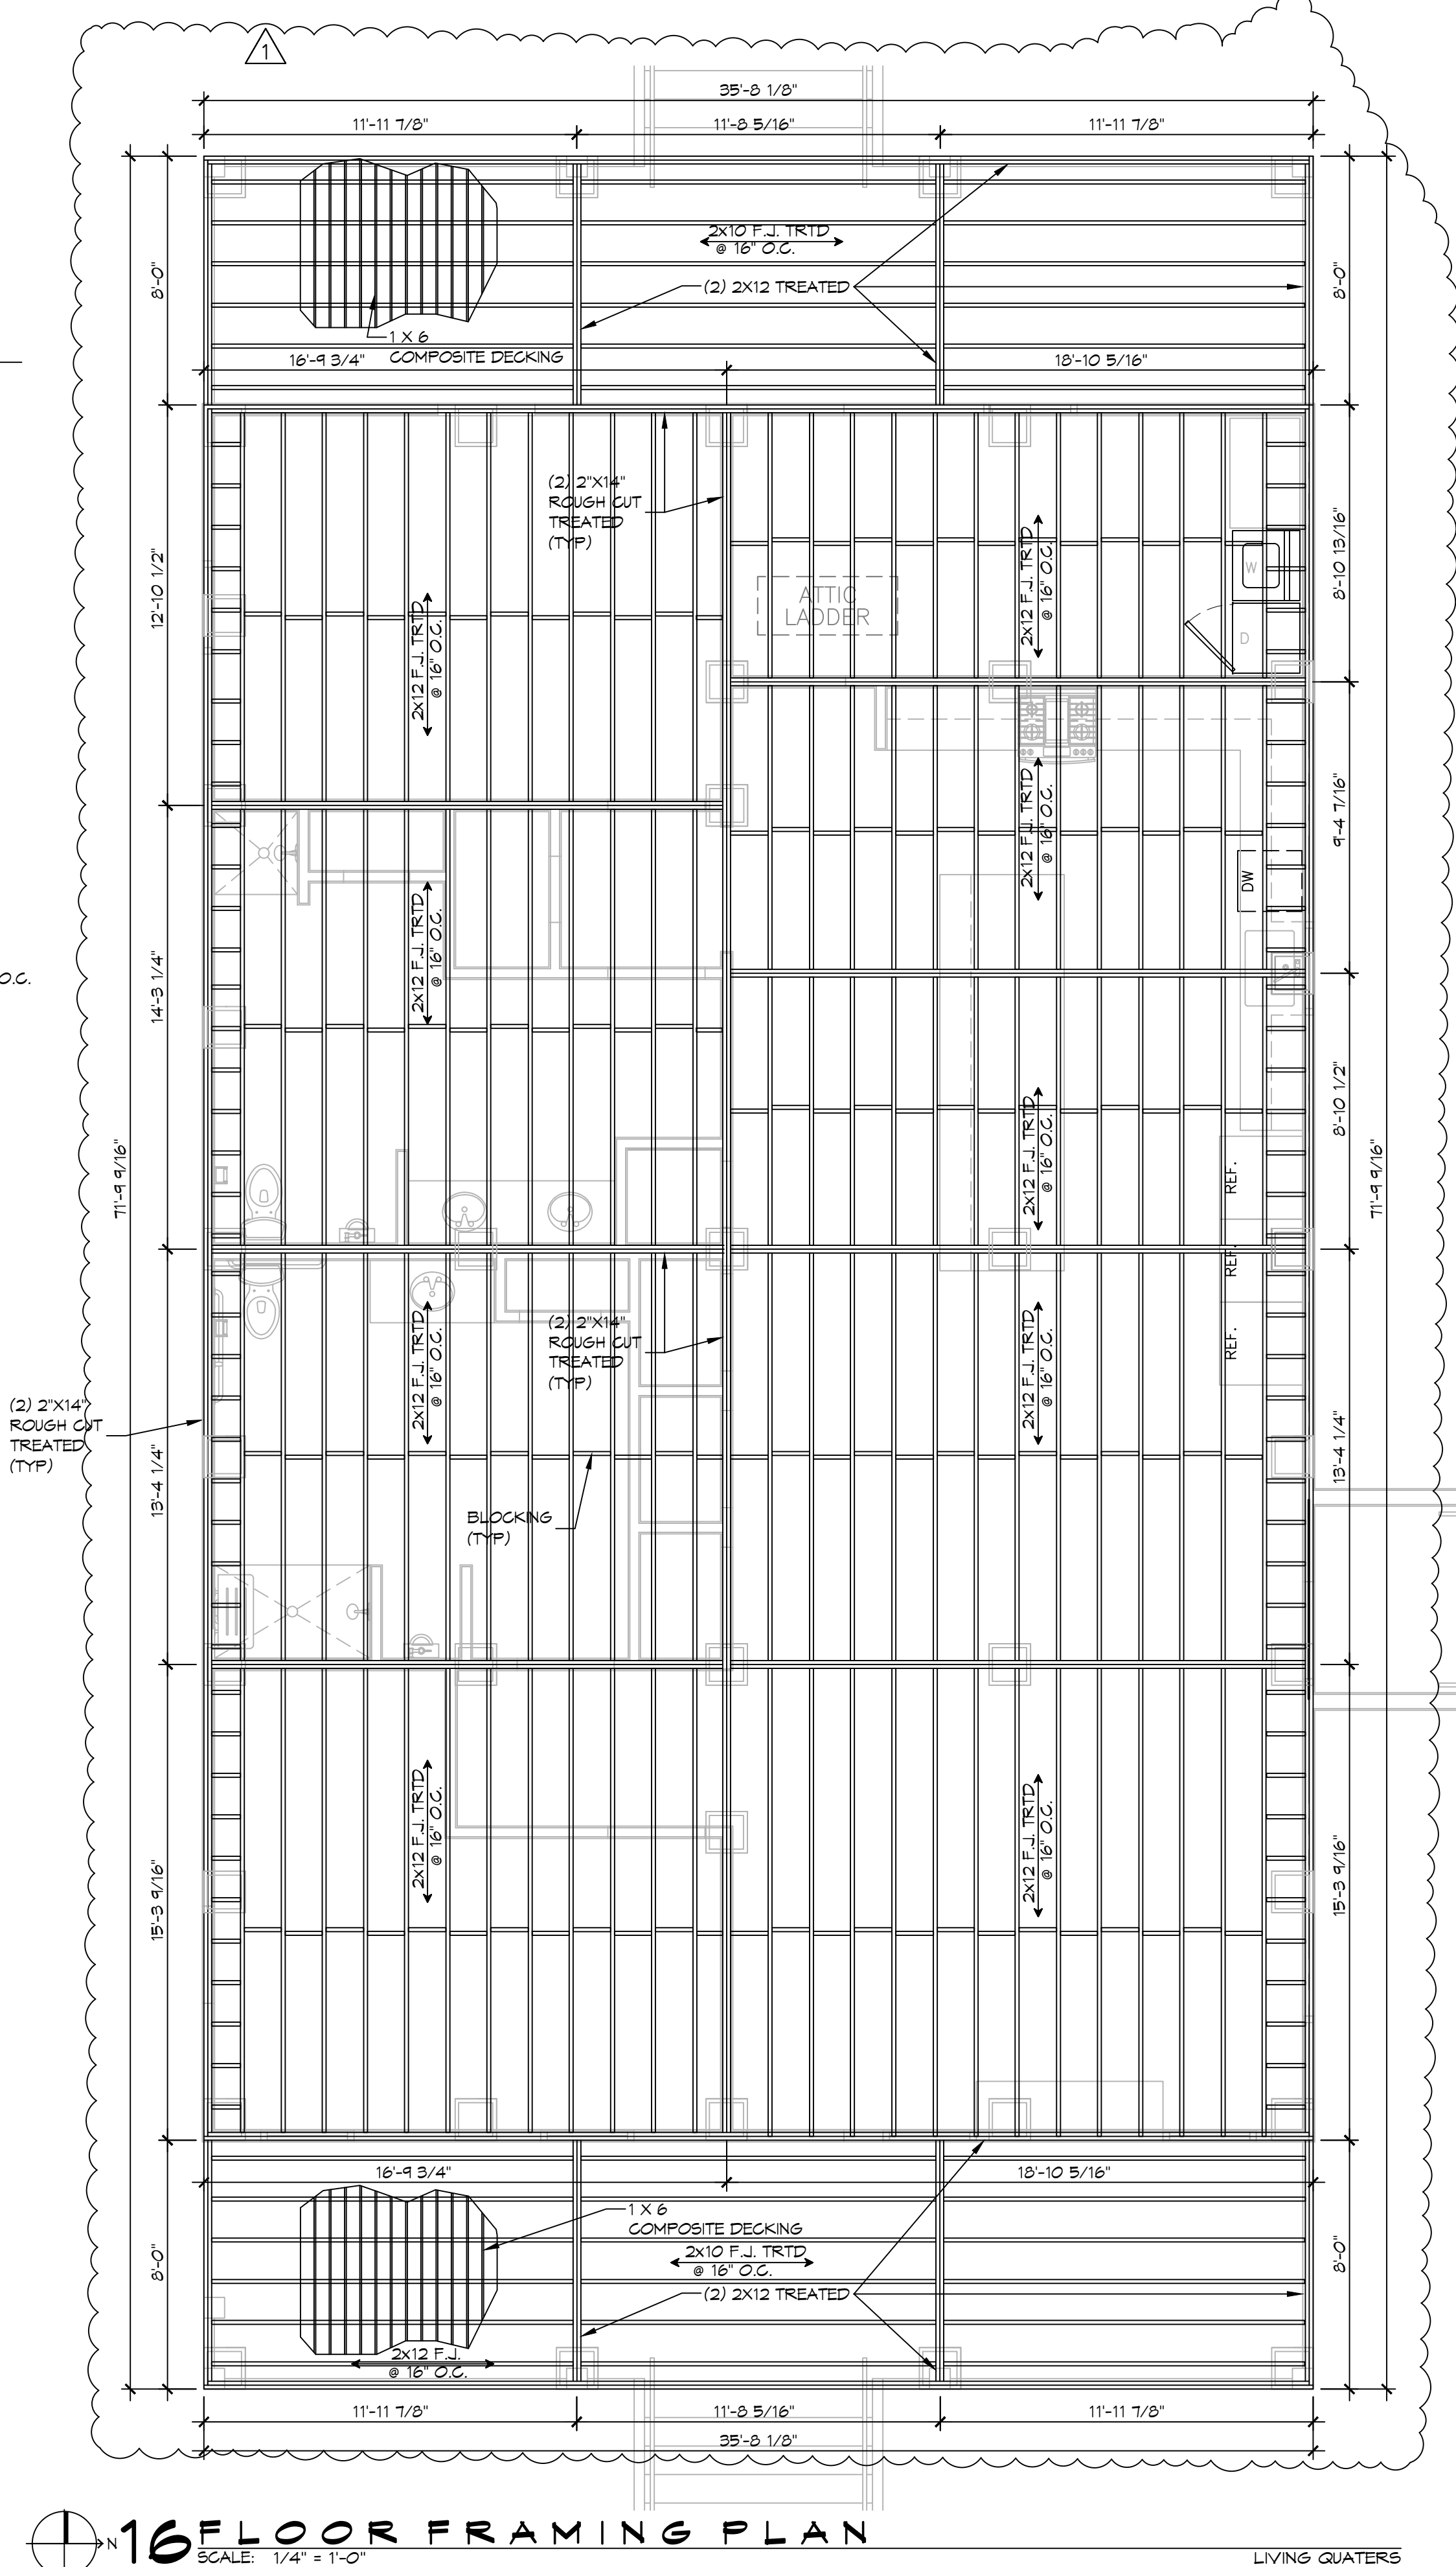 1
35'-8 1/8"
11'-11 7/8"
11'-8 5/16"
11'-11 7/8"
8'-0"
2x10 F.J. TRTD
@ 16" O.C.
(2) 2X12 TREATED
8'-0"
1 X 6
COMPOSITE DECKING
16'-9 3/4"
18'-10 5/16"
(2) 2"X14"
ROUGH CUT
TREATED
(TYP)
12'-10 1/2"
2x12 F.J. TRTD
@ 16" O.C.
ATTIC
LADDER
2x12 F.J. TRTD
@ 16" O.C.
W
D
8'-10 13/16"
2x12 F.J. TRTD
@ 16" O.C.
9'-4 7/16"
DW
O.C.
14'-3 1/4"
2x12 F.J. TRTD
@ 16" O.C.
71'-9 9/16"
2x12 F.J. TRTD
@ 16" O.C.
8'-10 1/2"
71'-9 9/16"
REF.
REF.
REF.
(2) 2"X14"
ROUGH CUT
TREATED
(TYP)
(2) 2"X14"
ROUGH CUT
TREATED
(TYP)
13'-4 1/4"
2x12 F.J. TRTD
@ 16" O.C.
2x12 F.J. TRTD
@ 16" O.C.
13'-4 1/4"
BLOCKING
(TYP)
15'-3 9/16"
2x12 F.J. TRTD
@ 16" O.C.
2x12 F.J. TRTD
@ 16" O.C.
15'-3 9/16"
16'-9 3/4"
18'-10 5/16"
1 X 6
COMPOSITE DECKING
8'-0"
2x10 F.J. TRTD
@ 16" O.C.
8'-0"
(2) 2X12 TREATED
2x12 F.J.
@ 16" O.C.
11'-11 7/8"
11'-8 5/16"
11'-11 7/8"
35'-8 1/8"
N
16 FLOOR FRAMING PLAN
SCALE: 1/4" = 1'-0"
LIVING QUATERS